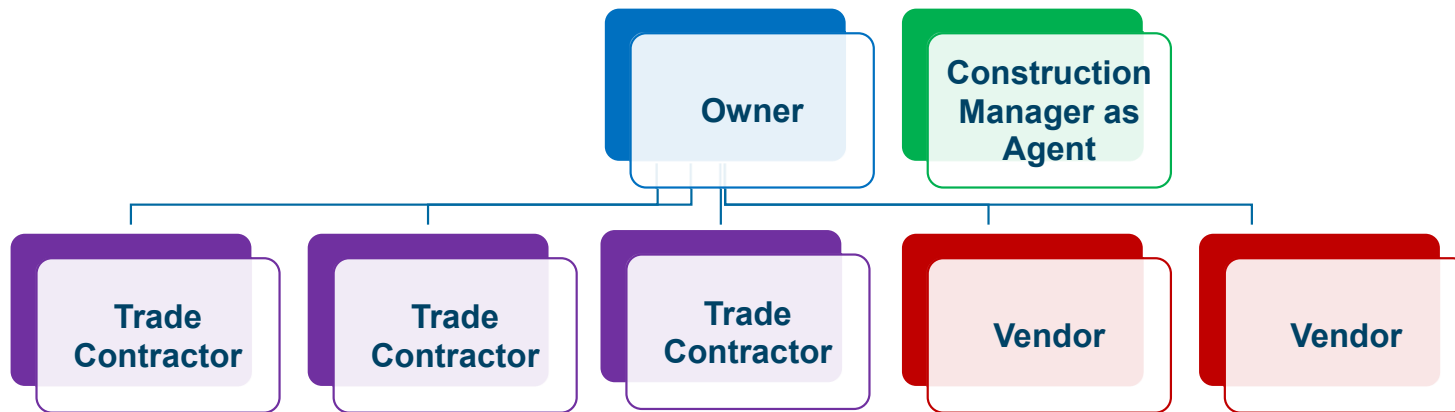 Owner
Construction
Manager as
Agent
Trade
Contractor
Trade
Contractor
Trade
Contractor
Vendor
Vendor